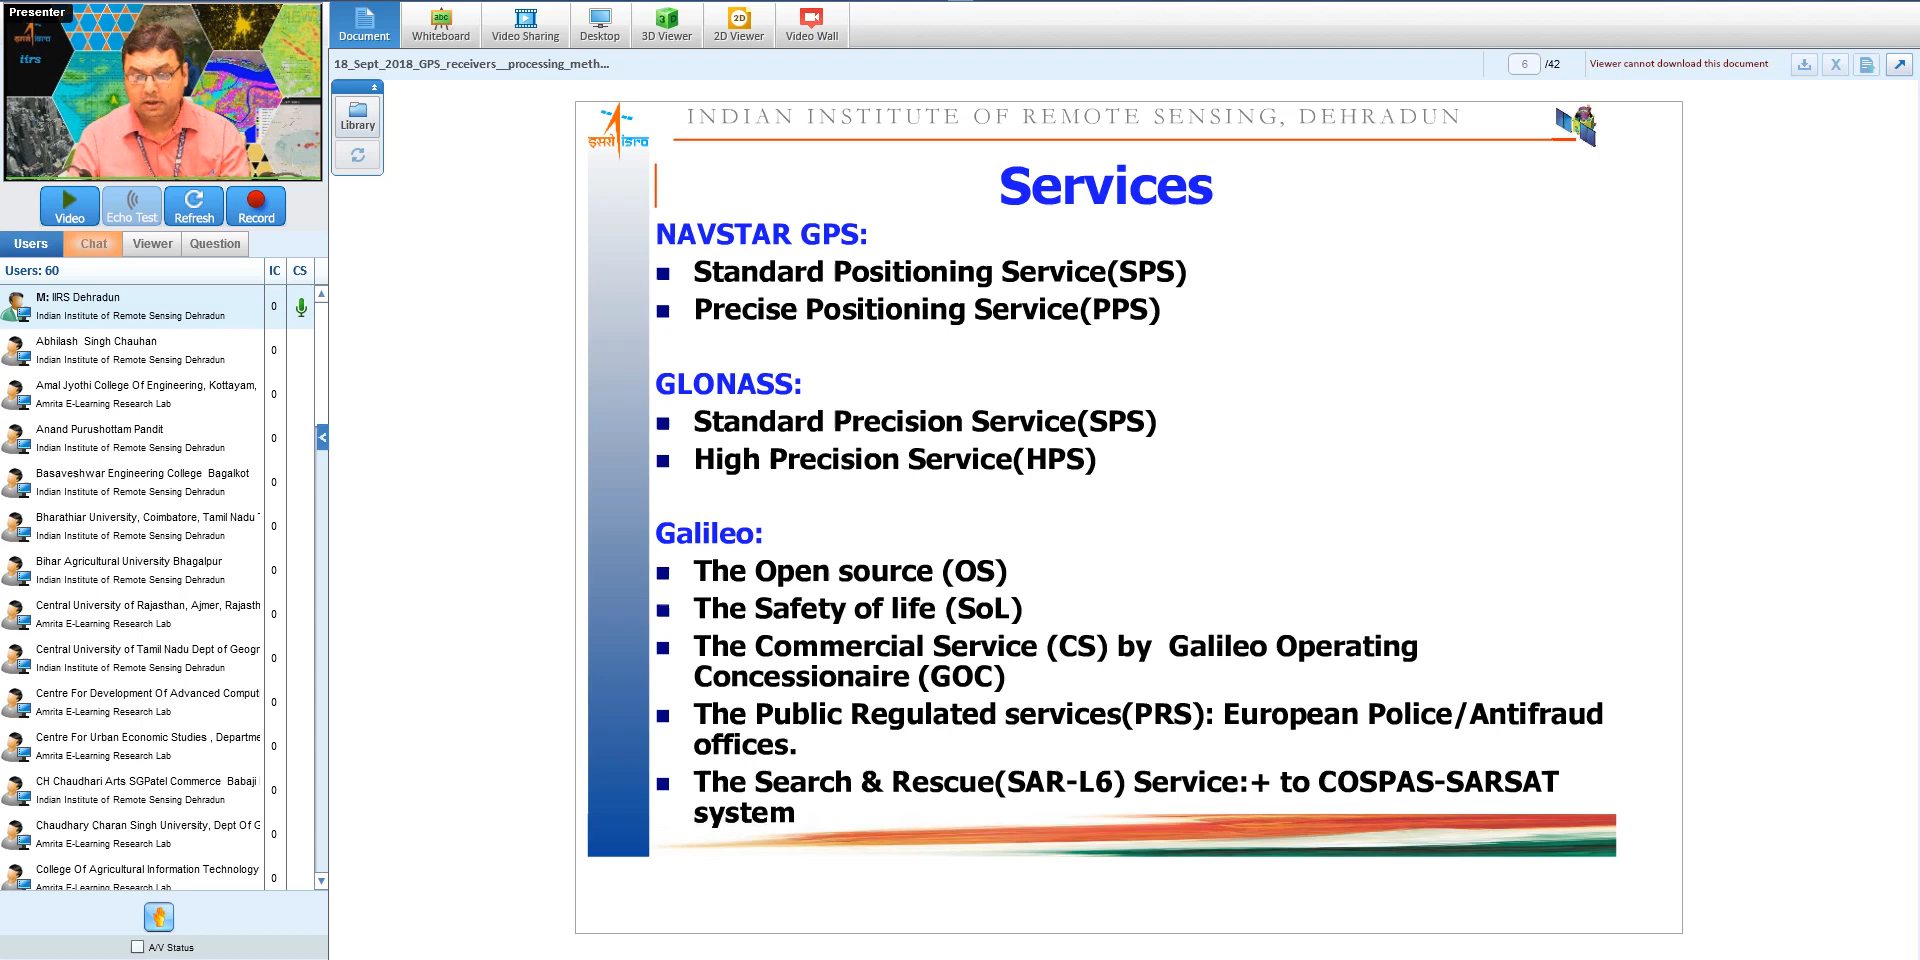 Presenter
इसरो isra
iirs
Video
Echo Test
Refresh
Record
Users
Chat
Viewer
Question
Users: 60
IC
CS
M: IIRS Dehradun
Indian Institute of Remote Sensing Dehradun
0
Abhilash Singh Chauhan
Indian Institute of Remote Sensing Dehradun
0
Amal Jyothi College Of Engineering, Kottayam,
Amrita E-Learning Research Lab
0
Anand Purushottam Pandit
Indian Institute of Remote Sensing Dehradun
0
Basaveshwar Engineering College Bagalkot
Indian Institute of Remote Sensing Dehradun
0
Bharathiar University, Coimbatore, Tamil Nadu
Indian Institute of Remote Sensing Dehradun
0
Bihar Agricultural University Bhagalpur
Indian Institute of Remote Sensing Dehradun
0
Central University of Rajasthan, Ajmer, Rajasth
Amrita E-Learning Research Lab
0
Central University of Tamil Nadu Dept of Geogr
Indian Institute of Remote Sensing Dehradun
0
Centre For Development Of Advanced Comput
Amrita E-Learning Research Lab
0
Centre For Urban Economic Studies , Departme
Amrita E-Learning Research Lab
0
CH Chaudhari Arts SGPatel Commerce Babaji
Indian Institute of Remote Sensing Dehradun
0
Chaudhary Charan Singh University, Dept Of G
Amrita E-Learning Research Lab
0
College Of Agricultural Information Technology
Amrita E-Learning Research Lab
0
A/V Status
Document
Whiteboard
Video Sharing
Desktop
3D Viewer
2D Viewer
Video Wall
18_Sept_2018_GPS_receivers__processing_meth...
6 /42
Viewer cannot download this document
Library
इसरो isro
INDIAN INSTITUTE OF REMOTE SENSING, DEHRADUN
Services
NAVSTAR GPS:
Standard Positioning Service(SPS)
Precise Positioning Service(PPS)
GLONASS:
Standard Precision Service(SPS)
High Precision Service(HPS)
Galileo:
The Open source (OS)
The Safety of life (SoL)
The Commercial Service (CS) by Galileo Operating
Concessionaire (GOC)
The Public Regulated services(PRS): European Police/Antifraud
offices.
The Search & Rescue(SAR-L6) Service:+ to COSPAS-SARSAT
system